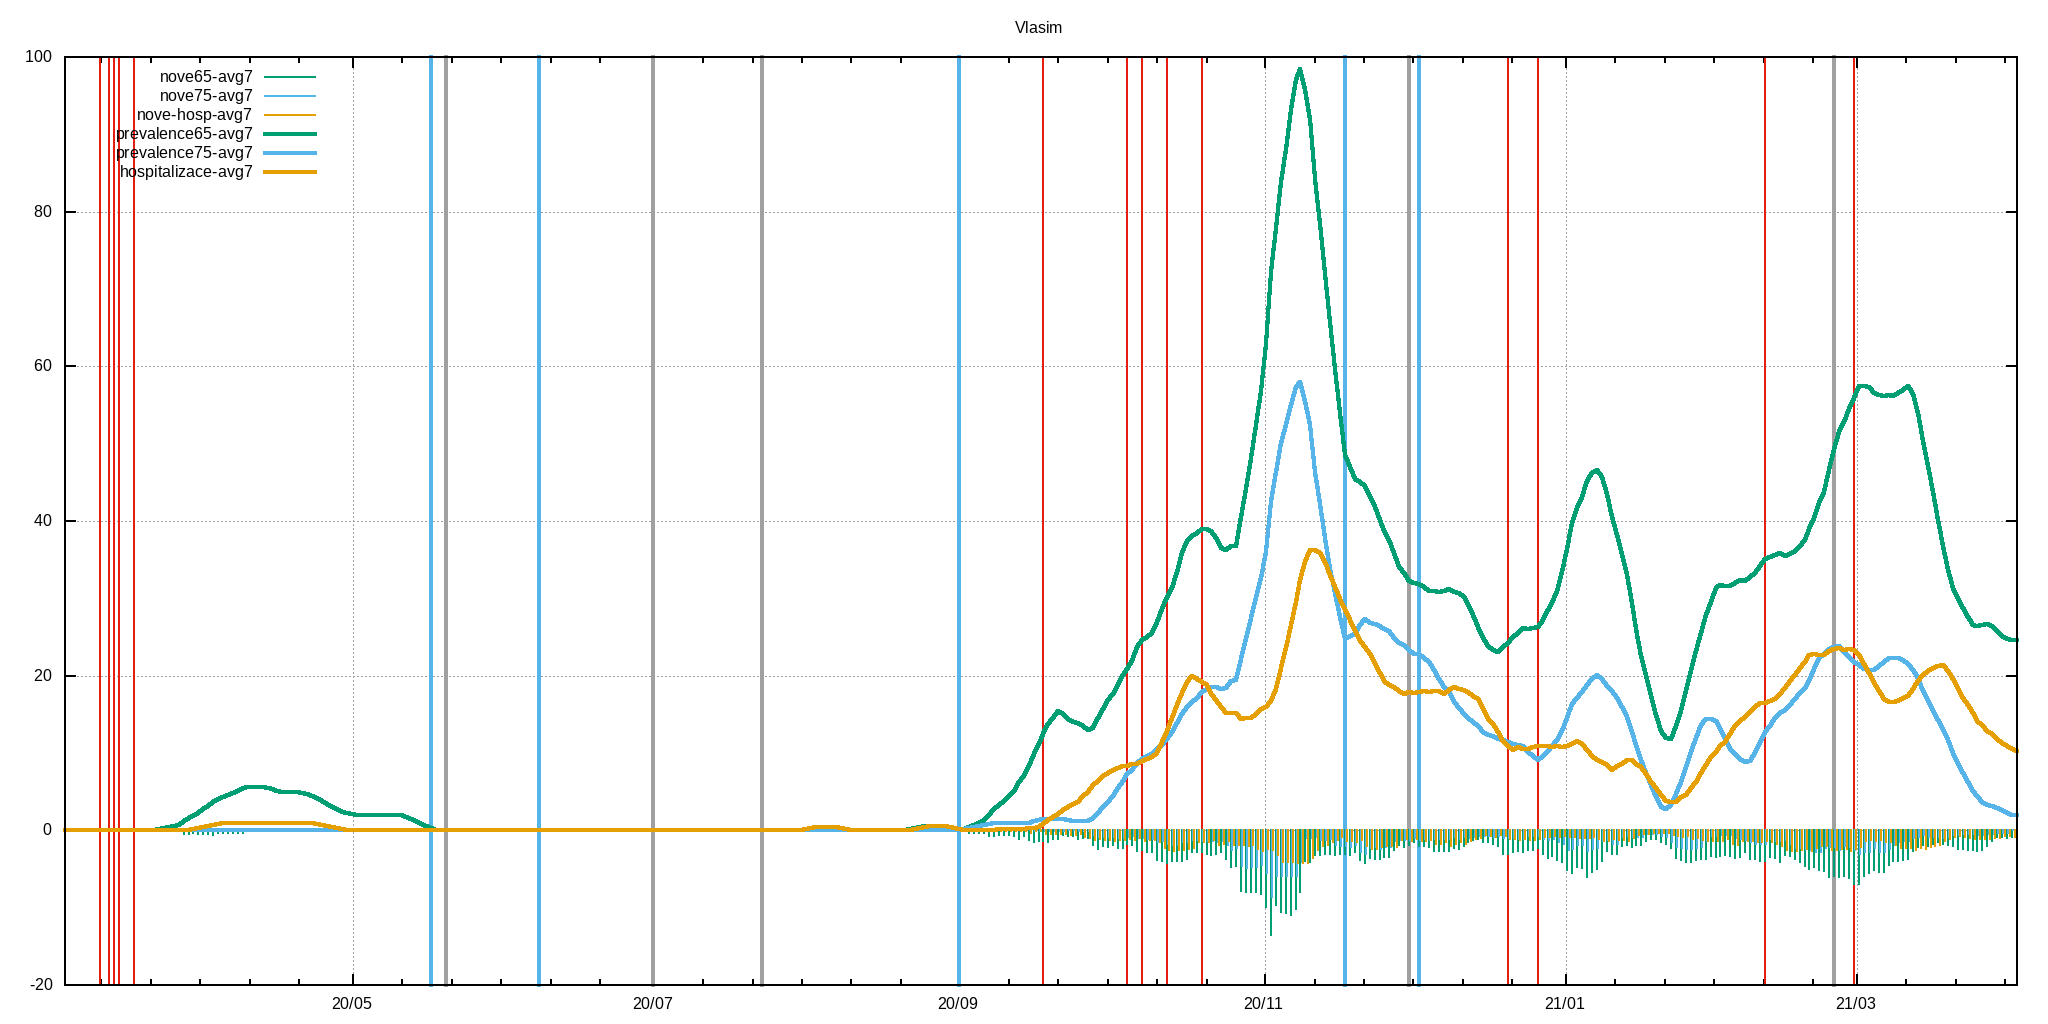 Vlasim
100
nove65-avg7
nove75-avg7
nove-hosp-avg7
prevalence65-avg7
prevalence75-avg7
hospitalizace-avg7
80
60
40
20
0
-20
20/05
20/07
20/09
20/11
21/01
21/03